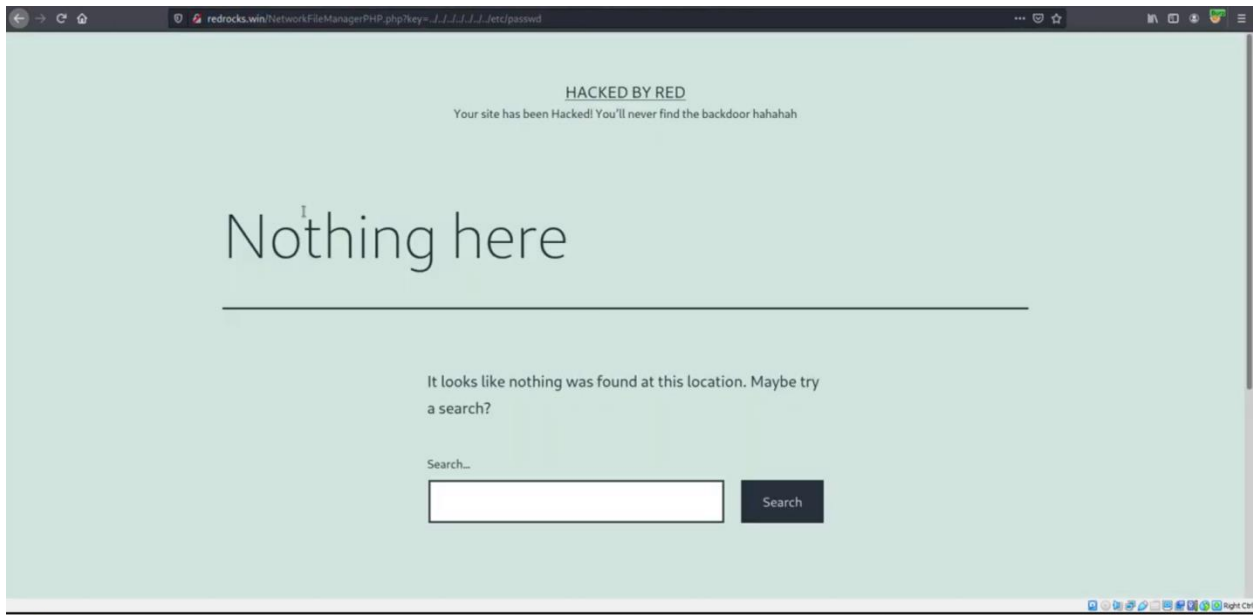 redrocks.win/NetworkFileManagerPHP.php?key=../../../../../../../etc/passwd
HACKED BY RED
Your site has been Hacked! You'll never find the backdoor hahahah
Nothing here
It looks like nothing was found at this location. Maybe try
a search?
Search…
Search
Right Ctrl